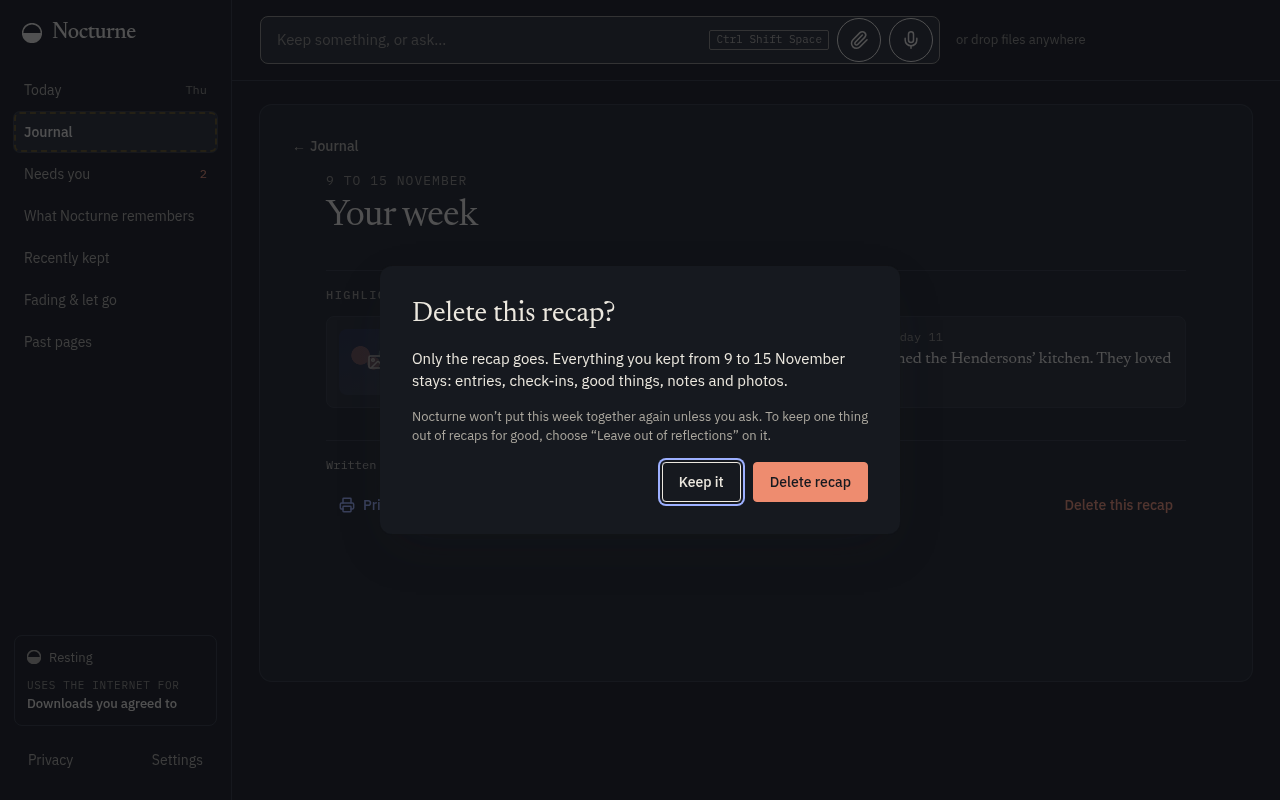 Nocturne
Keep something, or ask...
Ctrl Shift Space
or drop files anywhere
Today
Thu
Journal
Needs you
2
What Nocturne remembers
Recently kept
Fading & let go
Past pages
← Journal
9 TO 15 NOVEMBER
Your week
day 11
the Hendersons’ kitchen. They loved
Written
Delete this recap
Delete this recap?
Only the recap goes. Everything you kept from 9 to 15 November
stays: entries, check-ins, good things, notes and photos.
Nocturne won’t put this week together again unless you ask. To keep one thing
out of recaps for good, choose “Leave out of reflections” on it.
Keep it
Delete recap
Resting
USES THE INTERNET FOR
Downloads you agreed to
Privacy
Settings